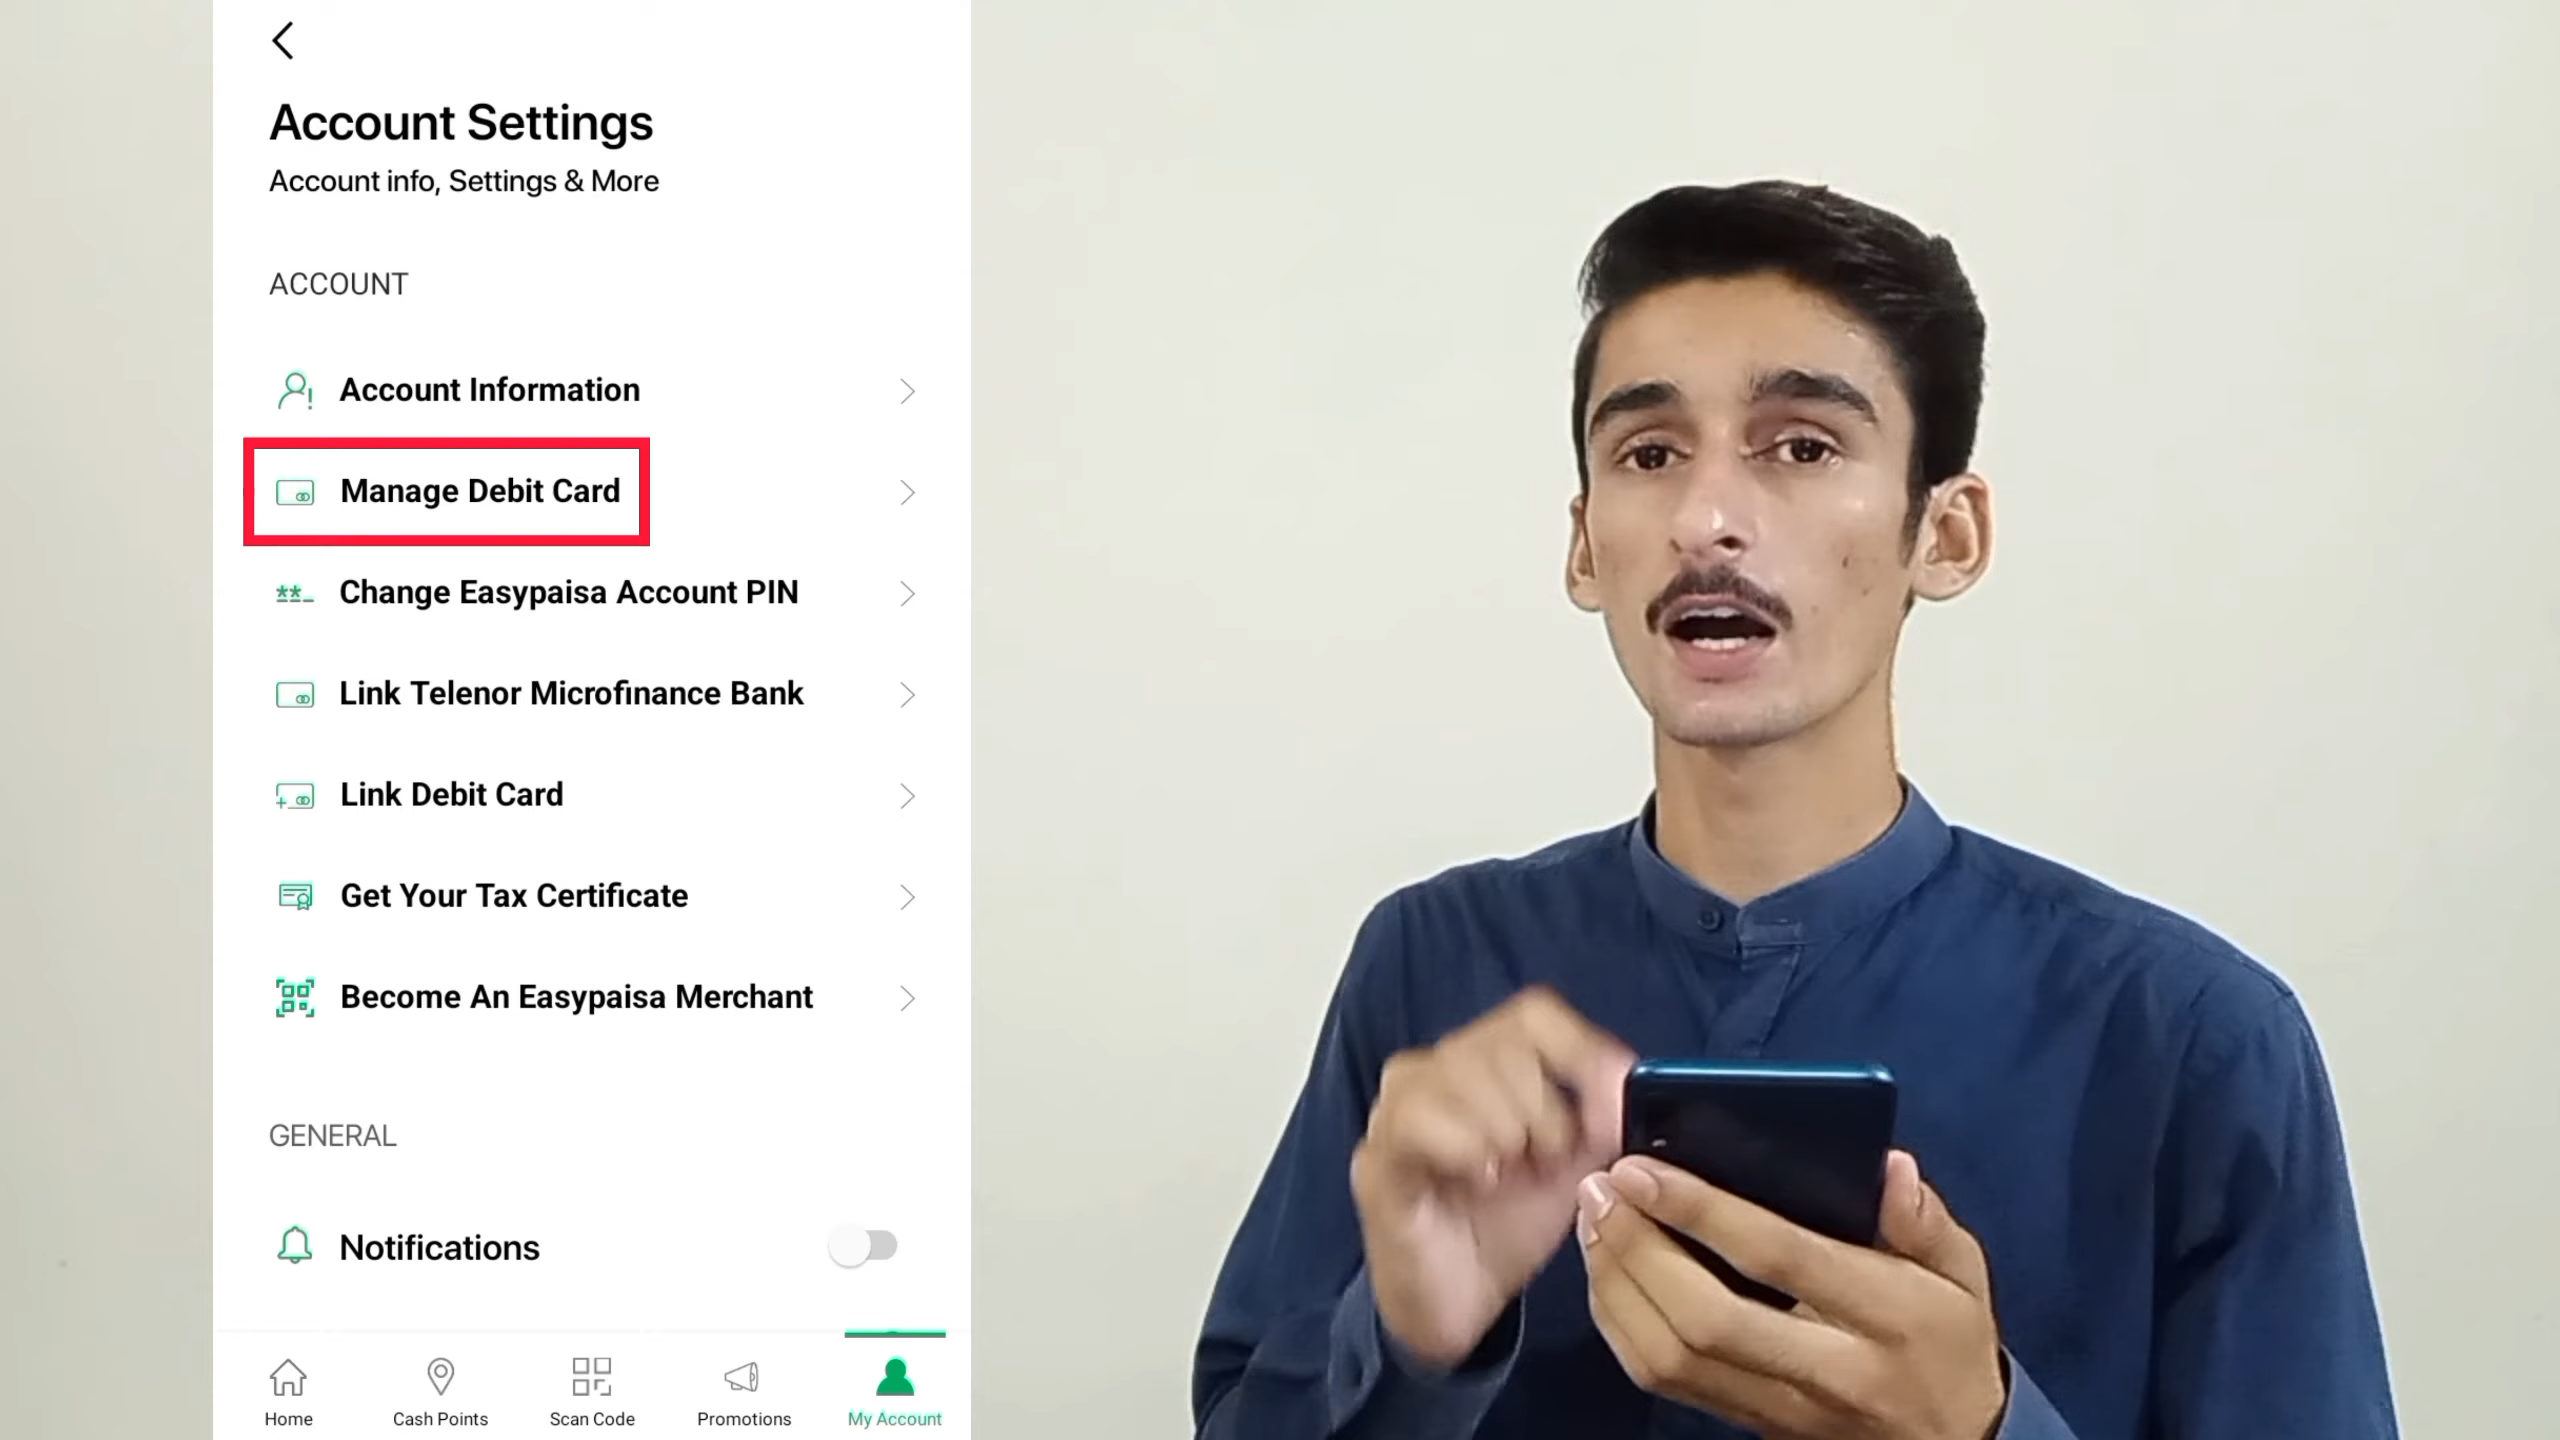 Account Settings
Account info, Settings & More
ACCOUNT
Account Information
Manage Debit Card
Change Easypaisa Account PIN
Link Telenor Microfinance Bank
Link Debit Card
Get Your Tax Certificate
Become An Easypaisa Merchant
GENERAL
Notifications
Home
Cash Points
Scan Code
Promotions
My Account